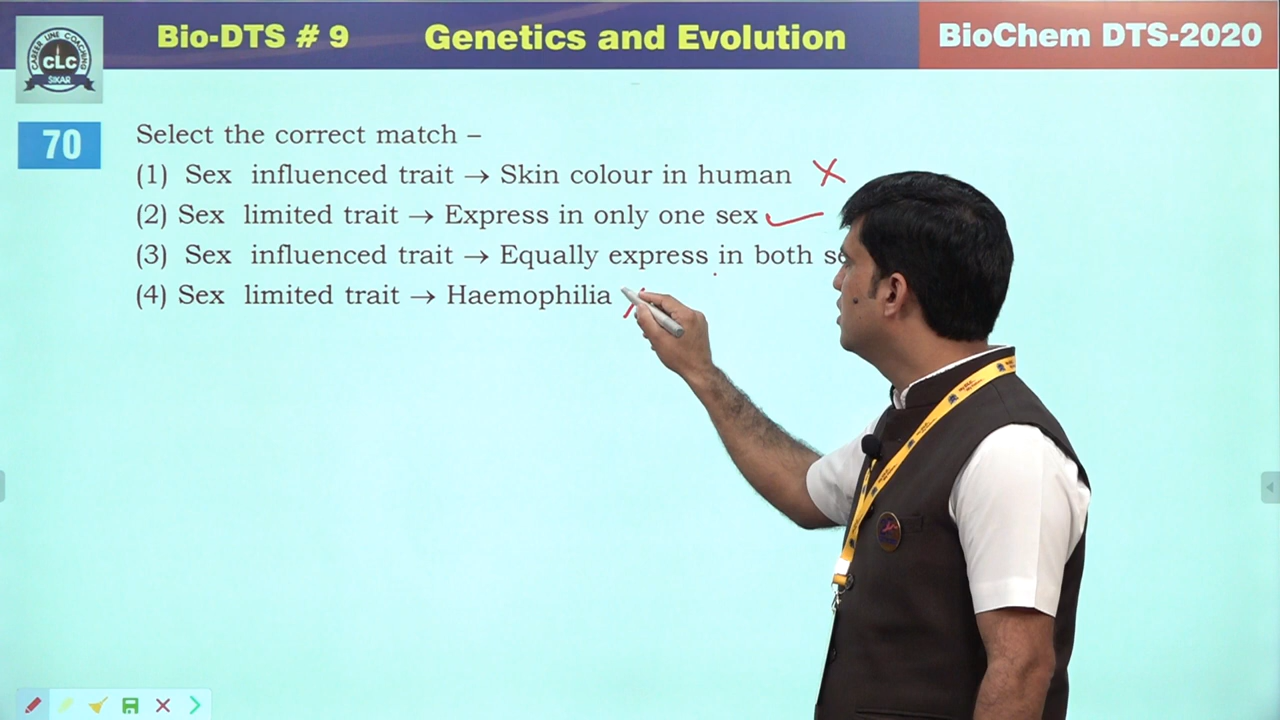 CAREER LINE COACHING
CLC
SIKAR
Bio-DTS # 9
Genetics and Evolution
BioChem DTS-2020
70
Select the correct match –
(1) Sex influenced trait → Skin colour in human
(2) Sex limited trait → Express in only one sex
(3) Sex influenced trait → Equally express in both
(4) Sex limited trait → Haemophilia